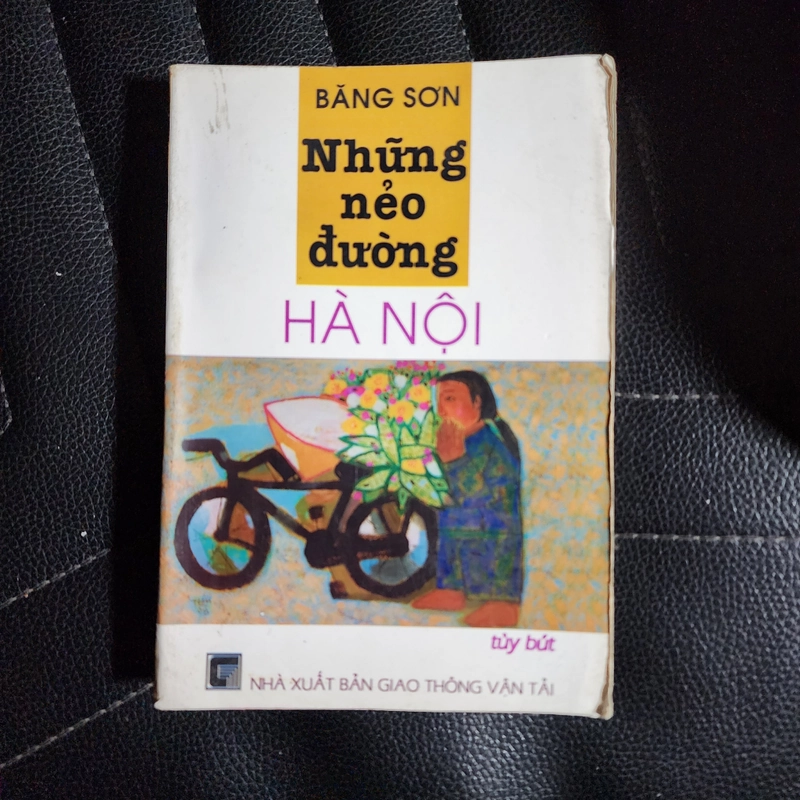 BĂNG SƠN
Những
nẻo
đường
HÀ NỘI
tùy bút
NHÀ XUẤT BẢN GIAO THÔNG VẬN TẢI